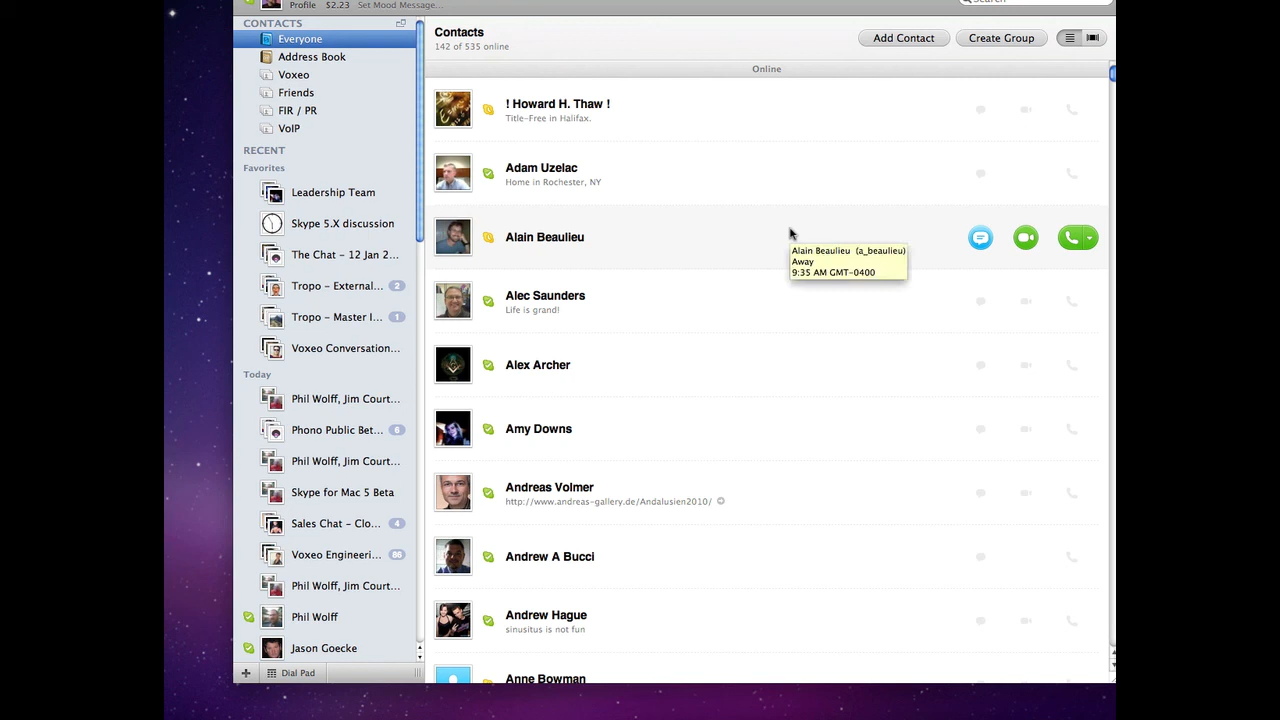 Profile $2.23 Set Mood Message...
Search
CONTACTS
Everyone
Address Book
Voxeo
Friends
FIR / PR
VoIP
RECENT
Favorites
Leadership Team
Skype 5.X discussion
The Chat – 12 Jan 2...
Tropo – External... 2
Tropo – Master I... 1
Voxeo Conversation...
Today
Phil Wolff, Jim Court...
Phono Public Bet... 6
Phil Wolff, Jim Court...
Skype for Mac 5 Beta
Sales Chat – Clo... 4
Voxeo Engineeri... 86
Phil Wolff, Jim Court...
Phil Wolff
Jason Goecke
Dial Pad
Contacts
142 of 535 online
Add Contact
Create Group
Online
! Howard H. Thaw !
Title-Free in Halifax.
Adam Uzelac
Home in Rochester, NY
Alain Beaulieu
Alain Beaulieu (a_beaulieu)
Away
9:35 AM GMT-0400
Alec Saunders
Life is grand!
Alex Archer
Amy Downs
Andreas Volmer
http://www.andreas-gallery.de/Andalusien2010/
Andrew A Bucci
Andrew Hague
sinusitus is not fun
Anne Bowman